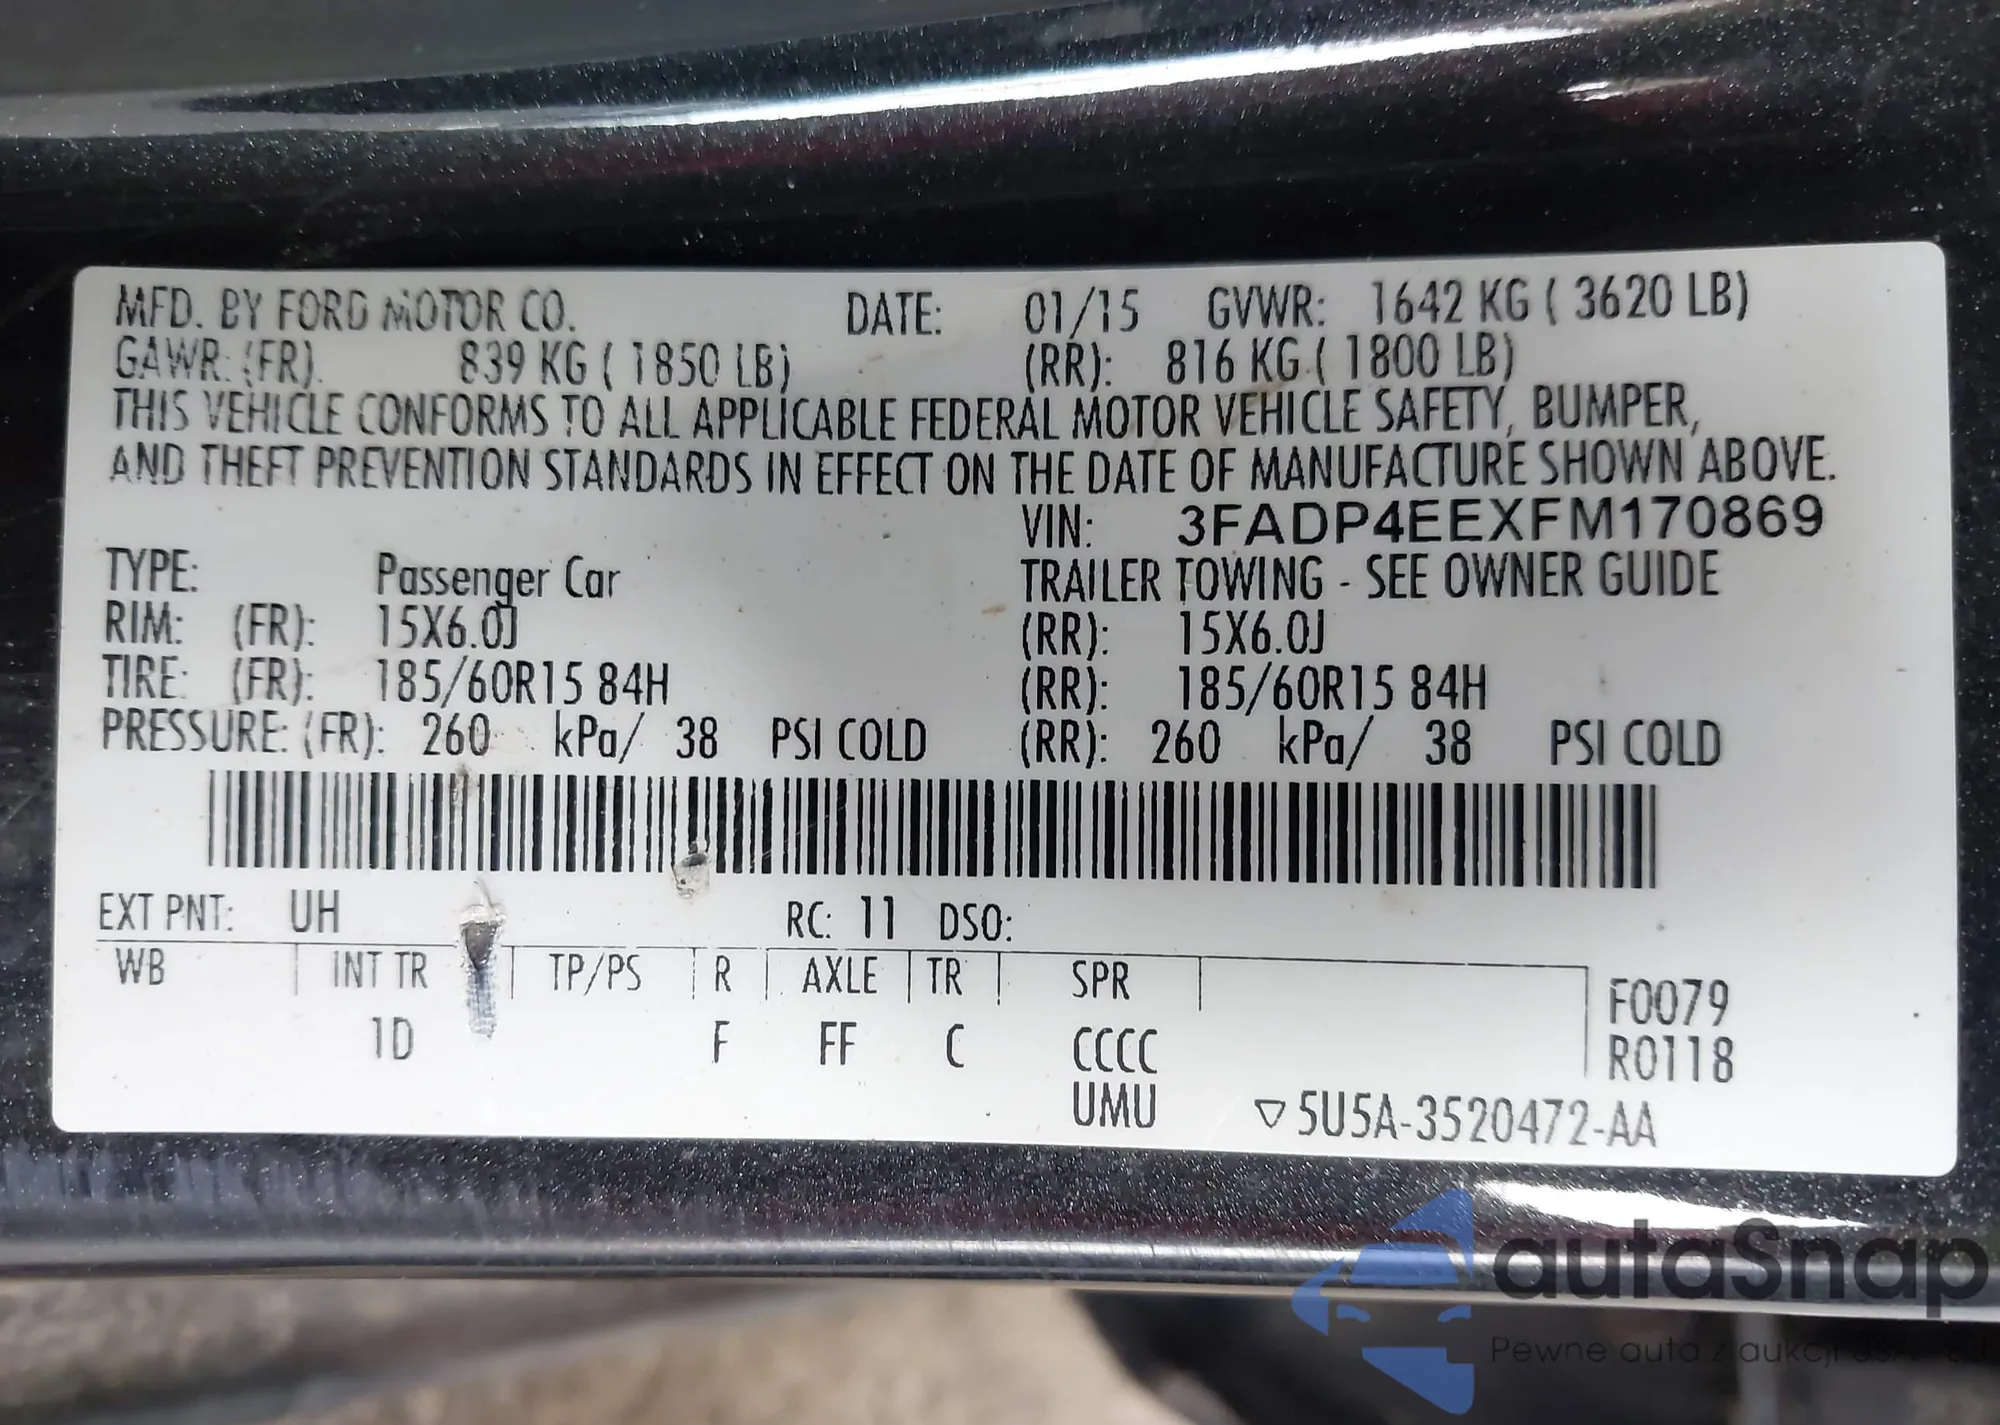 MFD. BY FORD MOTOR CO. DATE: 01/15 GVWR: 1642 KG ( 3620 LB)
GAWR: (FR). 839 KG ( 1850 LB) (RR): 816 KG ( 1800 LB)
THIS VEHICLE CONFORMS TO ALL APPLICABLE FEDERAL MOTOR VEHICLE SAFETY, BUMPER,
AND THEFT PREVENTION STANDARDS IN EFFECT ON THE DATE OF MANUFACTURE SHOWN ABOVE.
VIN: 3FADP4EEXFM170869
TYPE: Passenger Car TRAILER TOWING - SEE OWNER GUIDE
RIM: (FR): 15X6.0J (RR): 15X6.0J
TIRE: (FR): 185/60R15 84H (RR): 185/60R15 84H
PRESSURE: (FR): 260 kPa/ 38 PSI COLD (RR): 260 kPa/ 38 PSI COLD
EXT PNT: UH RC: 11 DSO:
WB INT TR TP/PS R AXLE TR SPR F0079
1D F FF C CCCC R0118
UMU ▽5U5A-3520472-AA
autaSnap
Pewne auta z aukcji